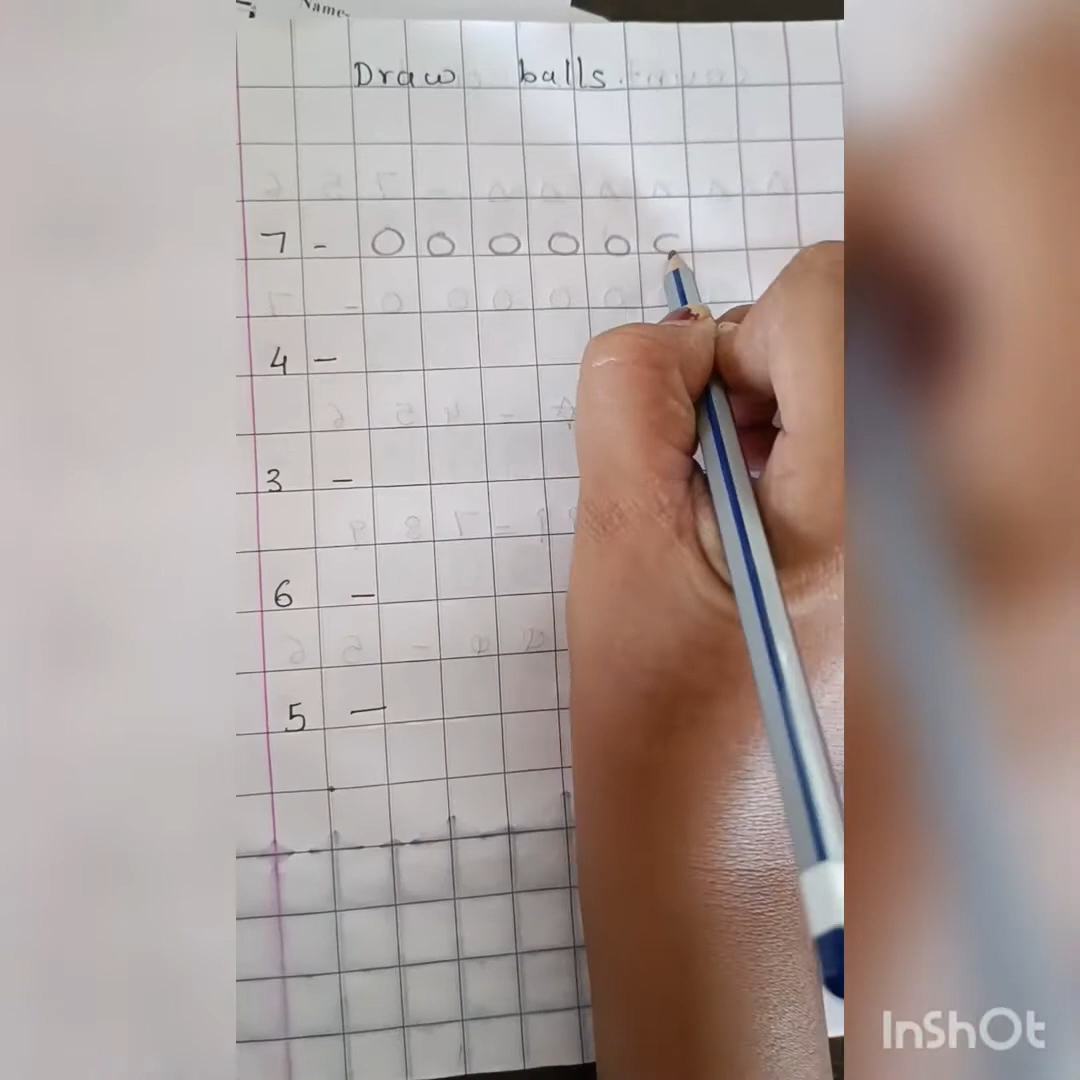 Name-
Draw balls.
7 - O O O O O
4 -
3 -
6 -
5 -
InShOt